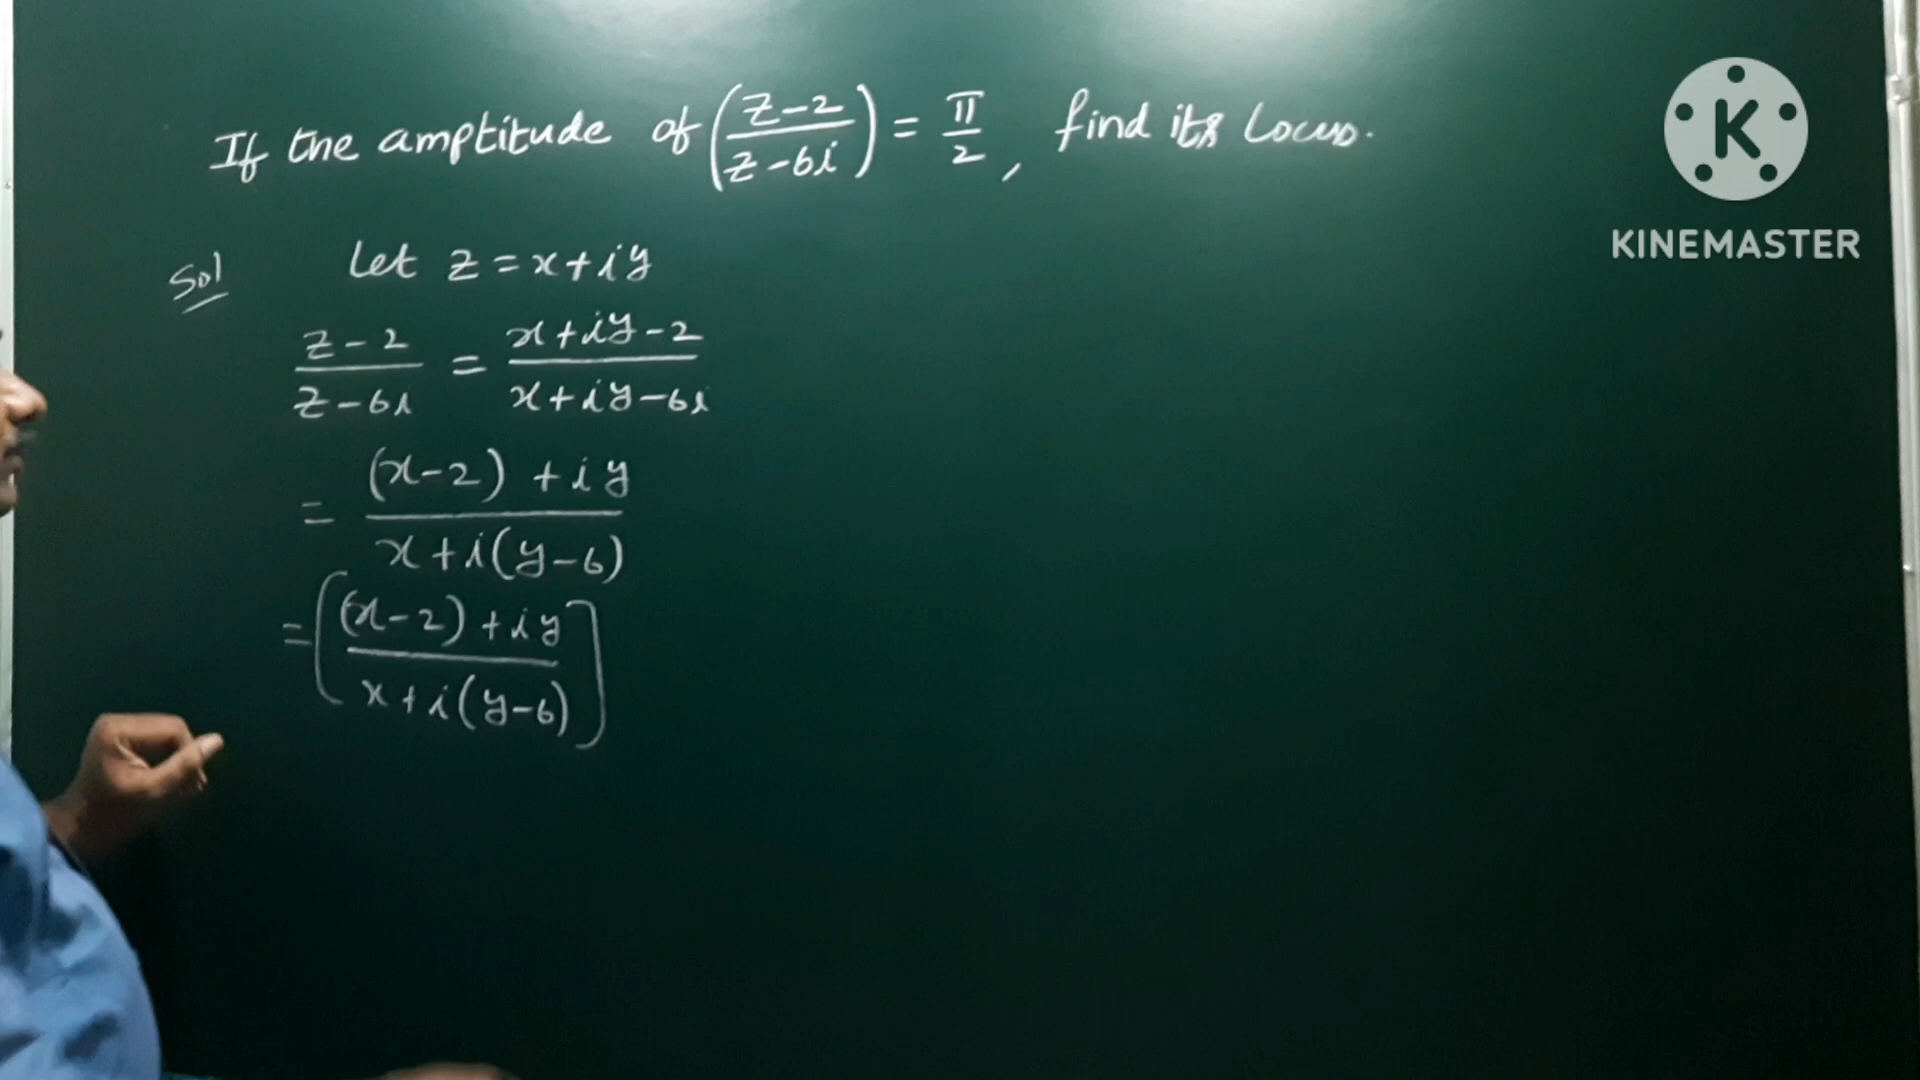 If the amptitude of (z-2/z-6i) = π/2, find its Locus.
Sol Let z = x+iy
z-2/z-6i = x+iy-2/x+iy-6i
= (x-2)+iy/x+i(y-6)
= [(x-2)+iy/x+i(y-6)]
K
KINEMASTER